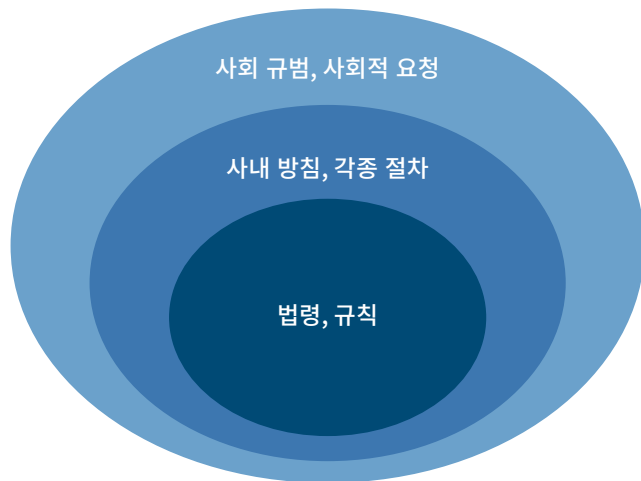 사회 규범, 사회적 요청
사내 방침, 각종 절차
법령, 규칙